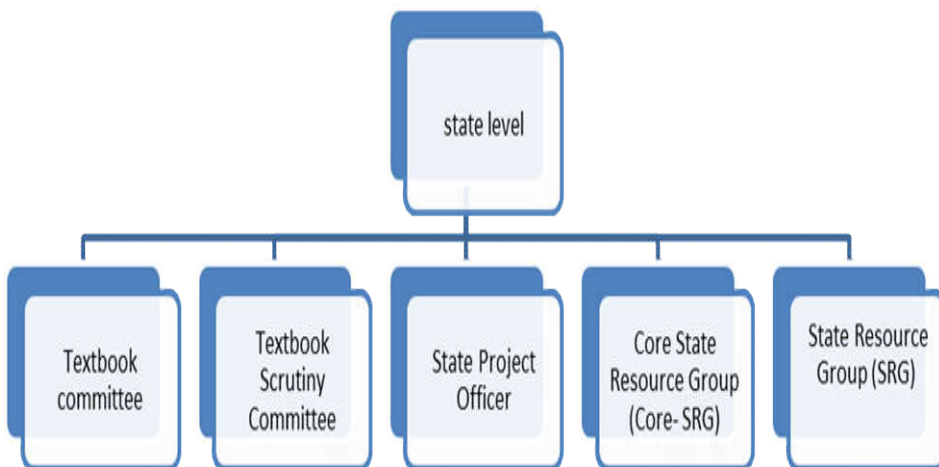 state level
Textbook
committee
Textbook
Scrutiny
Committee
State Project
Officer
Core State
Resource Group
(Core- SRG)
State Resource
Group (SRG)